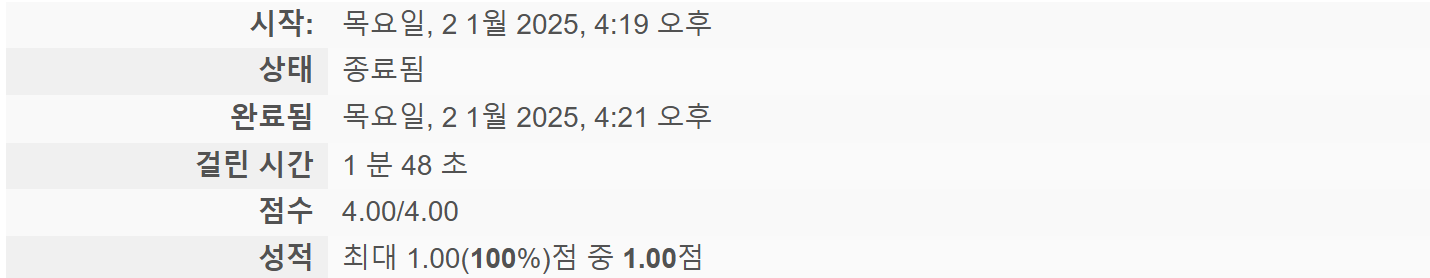 시작: 목요일, 2 1월 2025, 4:19 오후
상태 종료됨
완료됨 목요일, 2 1월 2025, 4:21 오후
걸린 시간 1 분 48 초
점수 4.00/4.00
성적 최대 1.00(100%)점 중 1.00점